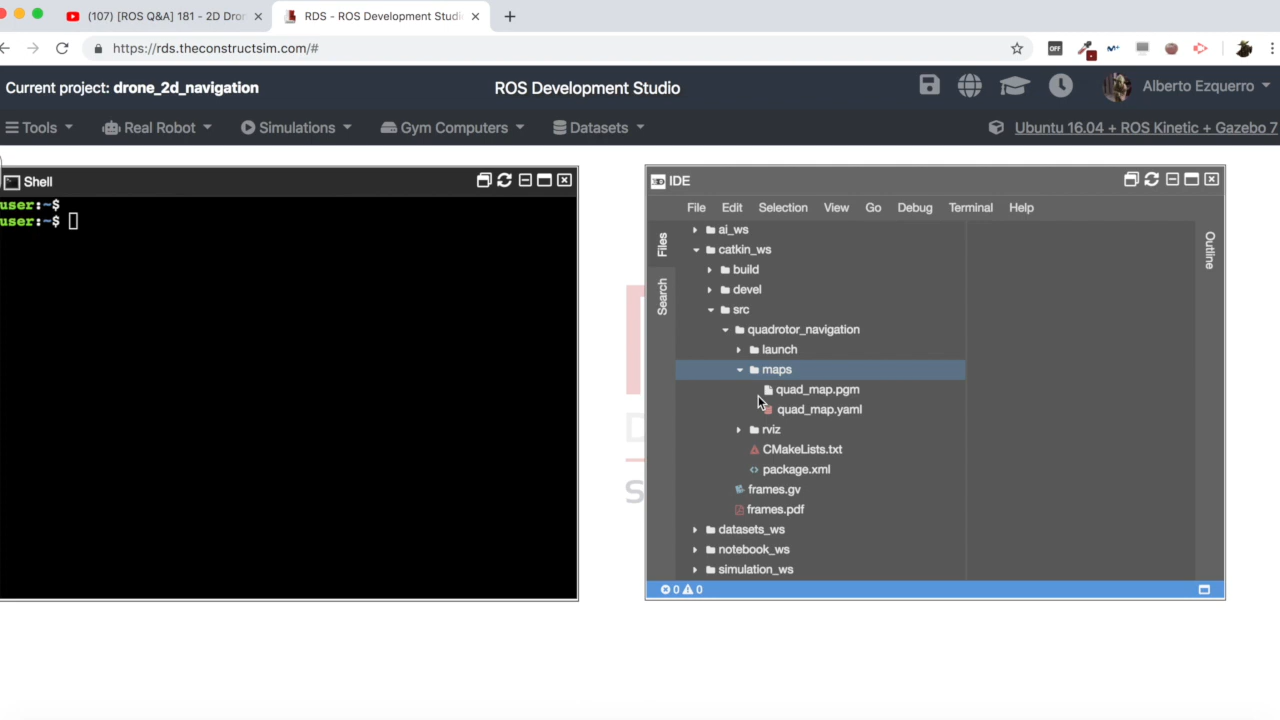 (107) [ROS Q&A] 181 - 2D Dron
RDS - ROS Development Studi
https://rds.theconstructsim.com/#
OFF
Current project: drone_2d_navigation
ROS Development Studio
Alberto Ezquerro
Tools
Real Robot
Simulations
Gym Computers
Datasets
Ubuntu 16.04 + ROS Kinetic + Gazebo 7
Shell
user:~$
user:~$
IDE
File Edit Selection View Go Debug Terminal Help
Files
Search
Outline
ai_ws
catkin_ws
build
devel
src
quadrotor_navigation
launch
maps
quad_map.pgm
quad_map.yaml
rviz
CMakeLists.txt
package.xml
frames.gv
frames.pdf
datasets_ws
notebook_ws
simulation_ws
0 0